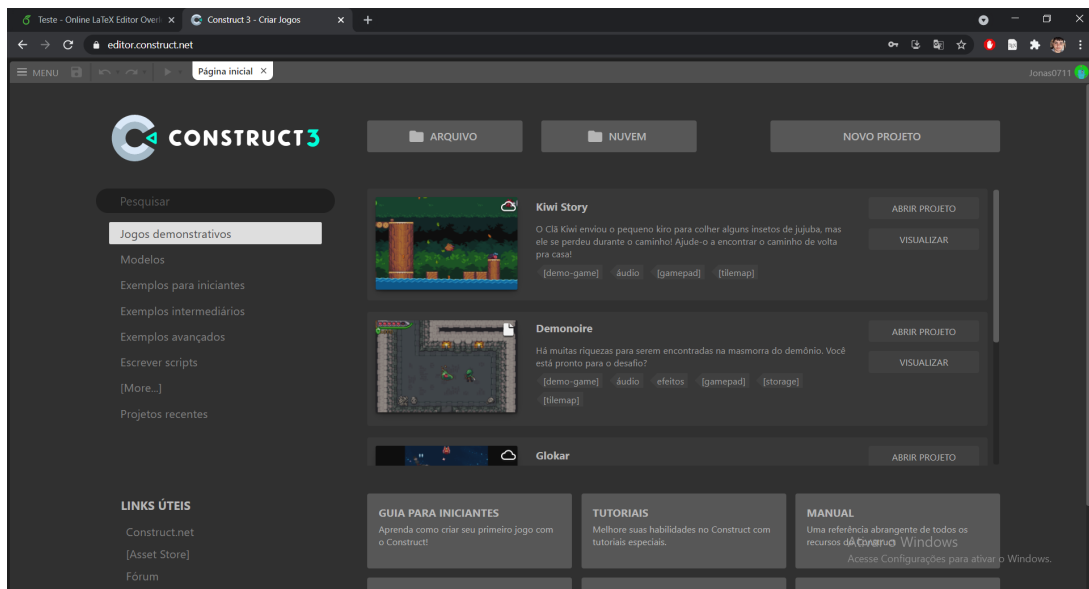 Teste - Online LaTeX Editor Overl
Construct 3 - Criar Jogos
editor.construct.net
MENU
Página inicial
Jonas0711
CONSTRUCT 3
ARQUIVO
NUVEM
NOVO PROJETO
Pesquisar
Jogos demonstrativos
Modelos
Exemplos para iniciantes
Exemplos intermediários
Exemplos avançados
Escrever scripts
[More...]
Projetos recentes
Kiwi Story
O Clã Kiwi enviou o pequeno kiro para colher alguns insetos de jujuba, mas
ele se perdeu durante o caminho! Ajude-o a encontrar o caminho de volta
pra casa!
[demo-game] áudio [gamepad] [tilemap]
ABRIR PROJETO
VISUALIZAR
Demonoire
Há muitas riquezas para serem encontradas na masmorra do demônio. Você
está pronto para o desafio?
[demo-game] áudio efeitos [gamepad] [storage]
[tilemap]
ABRIR PROJETO
VISUALIZAR
Glokar
ABRIR PROJETO
LINKS ÚTEIS
Construct.net
[Asset Store]
Fórum
GUIA PARA INICIANTES
Aprenda como criar seu primeiro jogo com
o Construct!
TUTORIAIS
Melhore suas habilidades no Construct com
tutoriais especiais.
MANUAL
Uma referência abrangente de todos os
recursos do Construct
Ativar o Windows
Acesse Configurações para ativar o Windows.